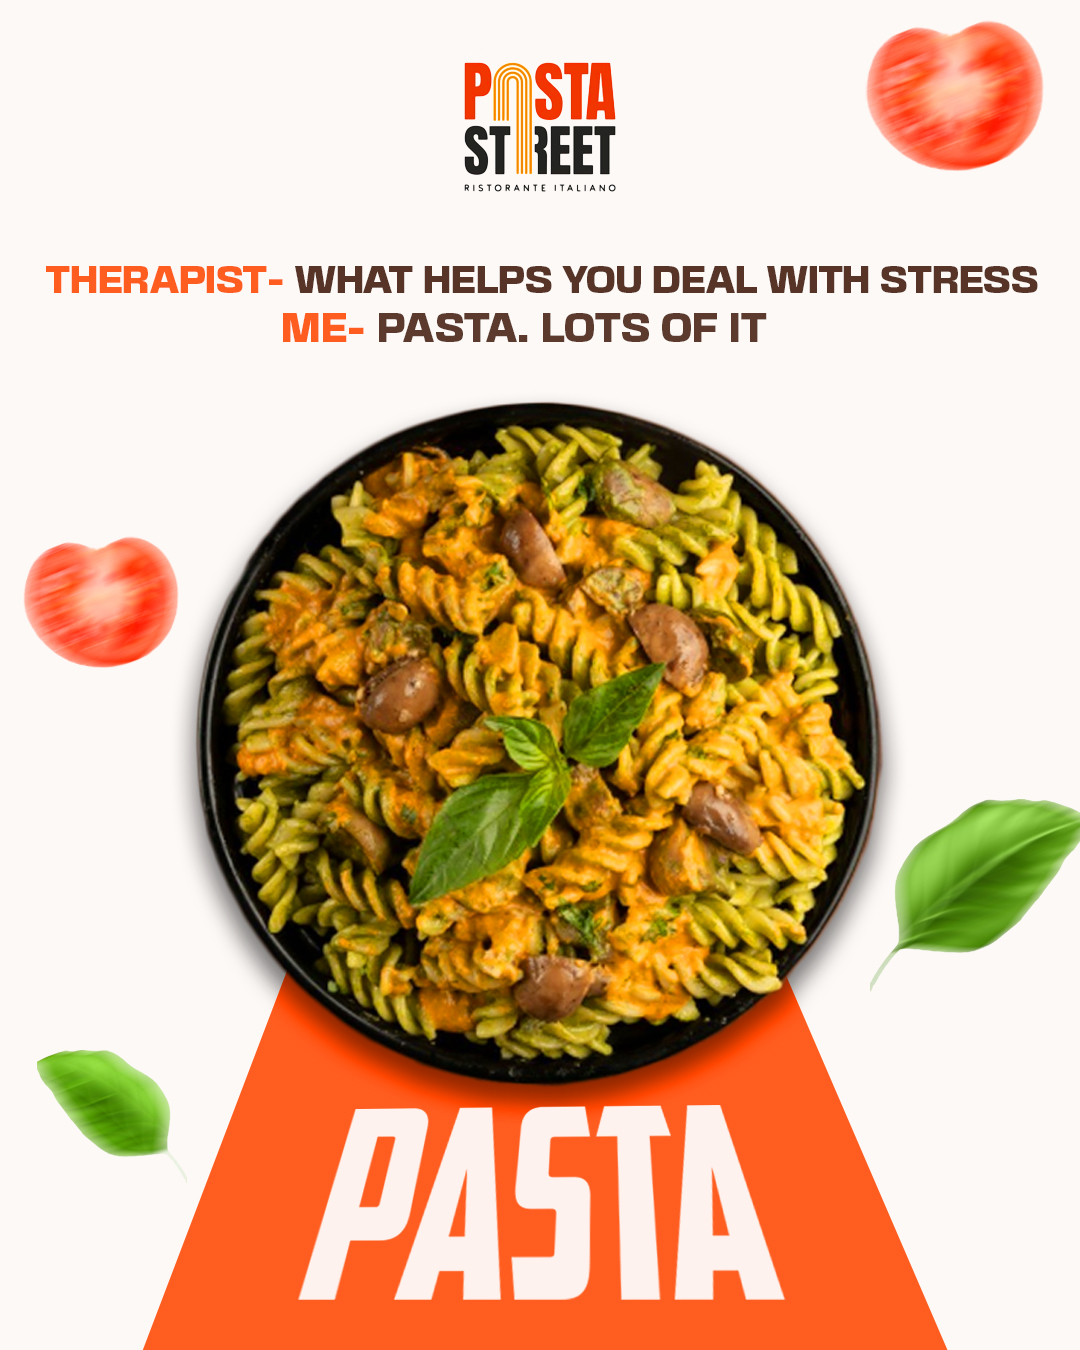 PASTA
STREET
RISTORANTE ITALIANO
THERAPIST- WHAT HELPS YOU DEAL WITH STRESS
ME- PASTA. LOTS OF IT
PASTA